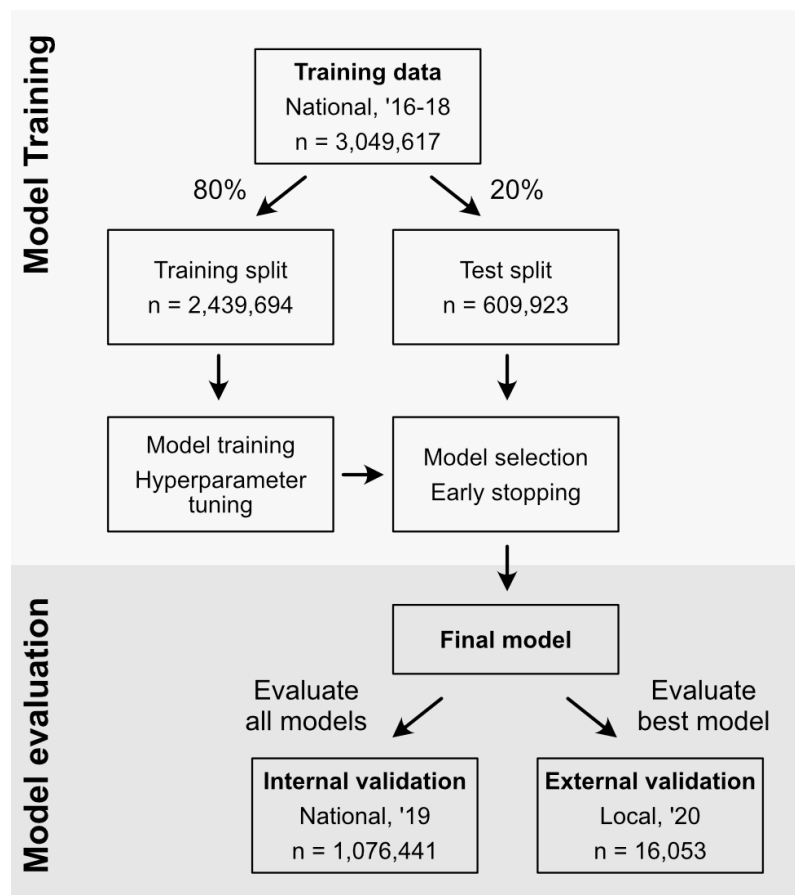 Model Training
Training data
National, '16-18
n = 3,049,617
80%
20%
Training split
n = 2,439,694
Test split
n = 609,923
Model training
Hyperparameter
tuning
Model selection
Early stopping
Model evaluation
Final model
Evaluate
all models
Evaluate
best model
Internal validation
National, '19
n = 1,076,441
External validation
Local, '20
n = 16,053